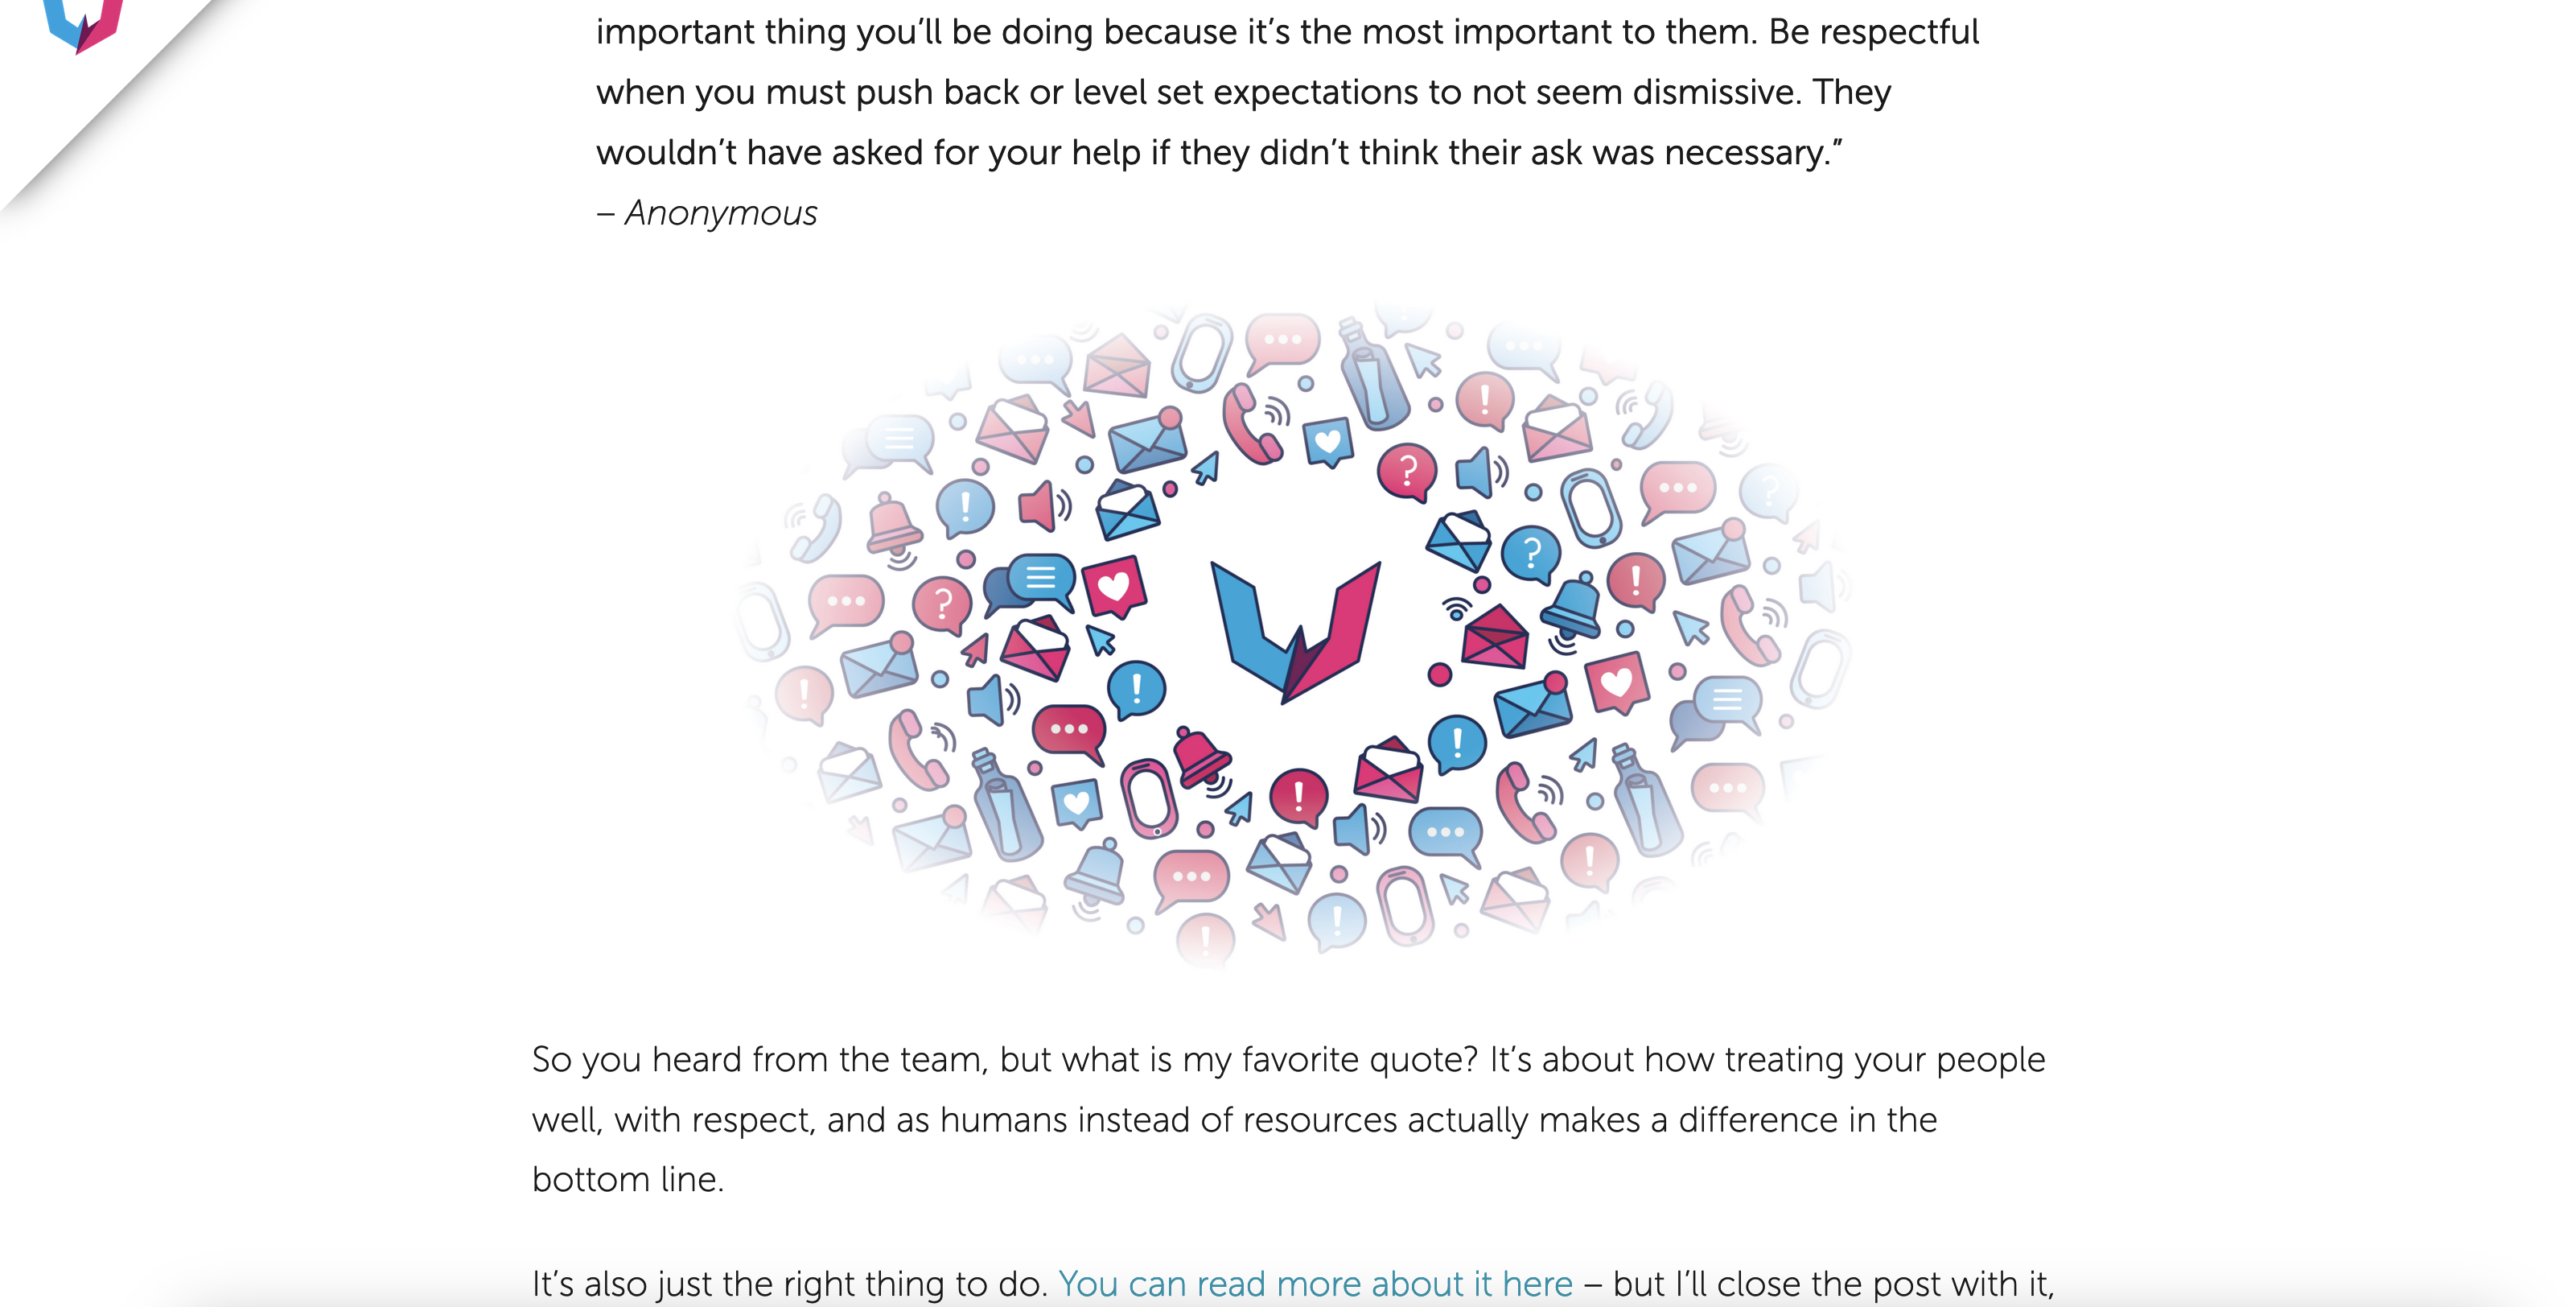 important thing you’ll be doing because it’s the most important to them. Be respectful
when you must push back or level set expectations to not seem dismissive. They
wouldn’t have asked for your help if they didn’t think their ask was necessary.”
– Anonymous
So you heard from the team, but what is my favorite quote? It’s about how treating your people
well, with respect, and as humans instead of resources actually makes a difference in the
bottom line.
It’s also just the right thing to do. You can read more about it here – but I’ll close the post with it,